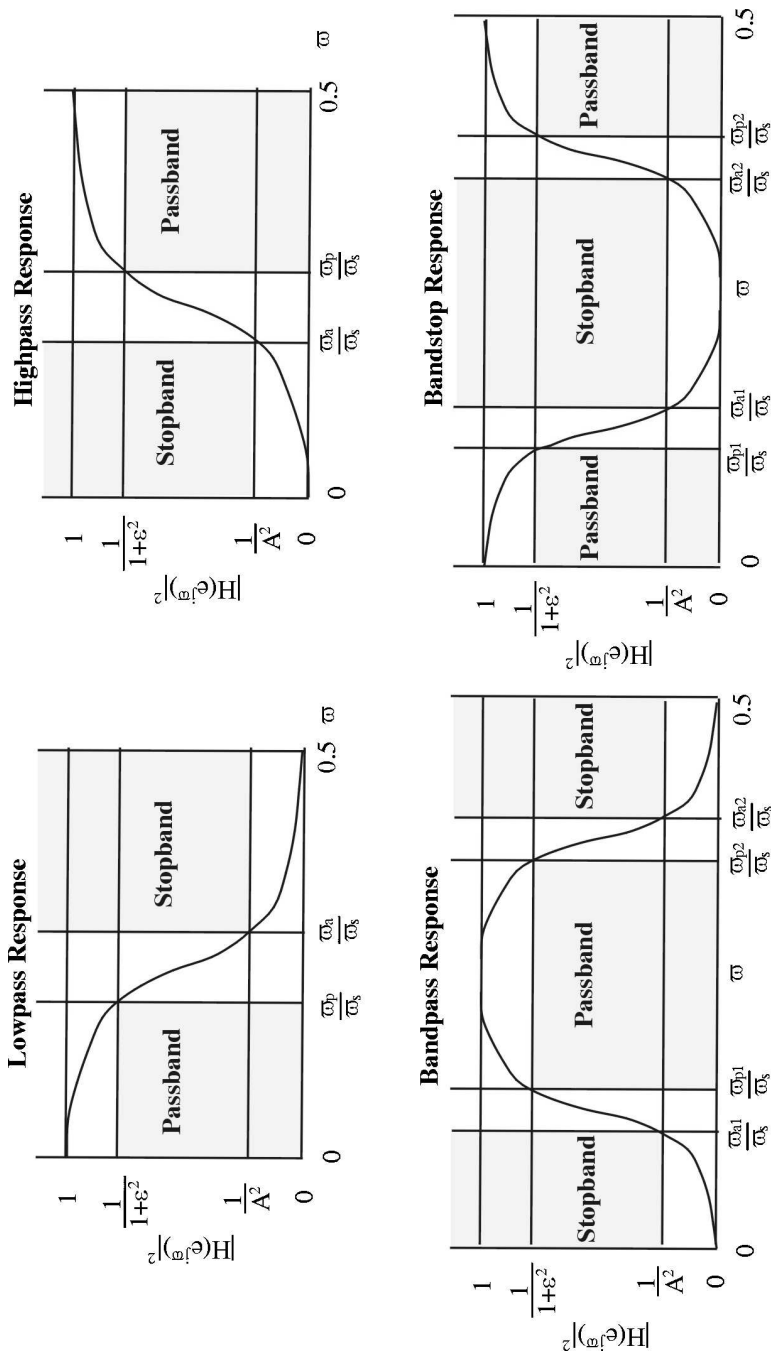 Lowpass Response
|H(e^jϖ)|²
1
1/(1+ε²)
1/A²
0
Passband
Stopband
0
ϖp/ϖs
ϖa/ϖs
0.5
ϖ
Highpass Response
|H(e^jϖ)|²
1
1/(1+ε²)
1/A²
0
Stopband
Passband
0
ϖa/ϖs
ϖp/ϖs
0.5
ϖ
Bandpass Response
|H(e^jϖ)|²
1
1/(1+ε²)
1/A²
0
Stopband
Passband
Stopband
0
ϖa1/ϖs
ϖp1/ϖs
ϖ
ϖp2/ϖs
ϖa2/ϖs
0.5
Bandstop Response
|H(e^jϖ)|²
1
1/(1+ε²)
1/A²
0
Passband
Stopband
Passband
0
ϖp1/ϖs
ϖa1/ϖs
ϖ
ϖa2/ϖs
ϖp2/ϖs
0.5